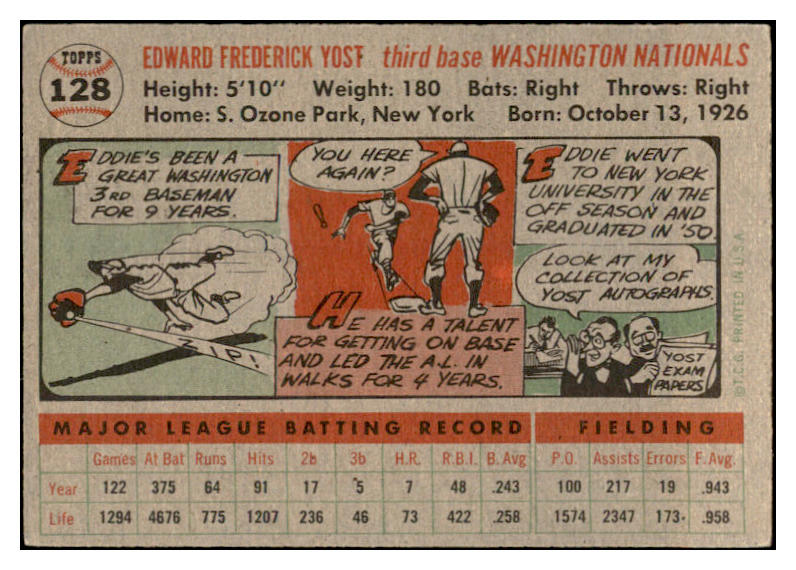 TOPPS
128
EDWARD FREDERICK YOST third base WASHINGTON NATIONALS
Height: 5'10" Weight: 180 Bats: Right Throws: Right
Home: S. Ozone Park, New York Born: October 13, 1926
EDDIE'S BEEN A
GREAT WASHINGTON
3RD BASEMAN
FOR 9 YEARS.
ZIP!
YOU HERE
AGAIN?
!
HE HAS A TALENT
FOR GETTING ON BASE
AND LED THE A.L. IN
WALKS FOR 4 YEARS.
EDDIE WENT
TO NEW YORK
UNIVERSITY IN THE
OFF SEASON AND
GRADUATED IN '50.
LOOK AT MY
COLLECTION OF
YOST AUTOGRAPHS.
YOST
EXAM
PAPERS
©T.C.G. PRINTED IN U.S.A.
MAJOR LEAGUE BATTING RECORD FIELDING
Games At Bat Runs Hits 2b 3b H.R. R.B.I. B. Avg P.O. Assists Errors F. Avg.
Year 122 375 64 91 17 5 7 48 .243 100 217 19 .943
Life 1294 4676 775 1207 236 46 73 422 .258 1574 2347 173 .958